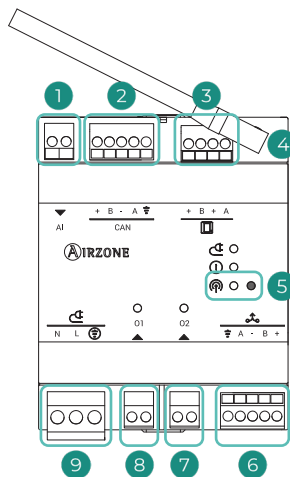 1 2 3
4
+ B - A + B + A
AI CAN
AIRZONE
5
O1 O2
N L A - B +
9 8 7 6